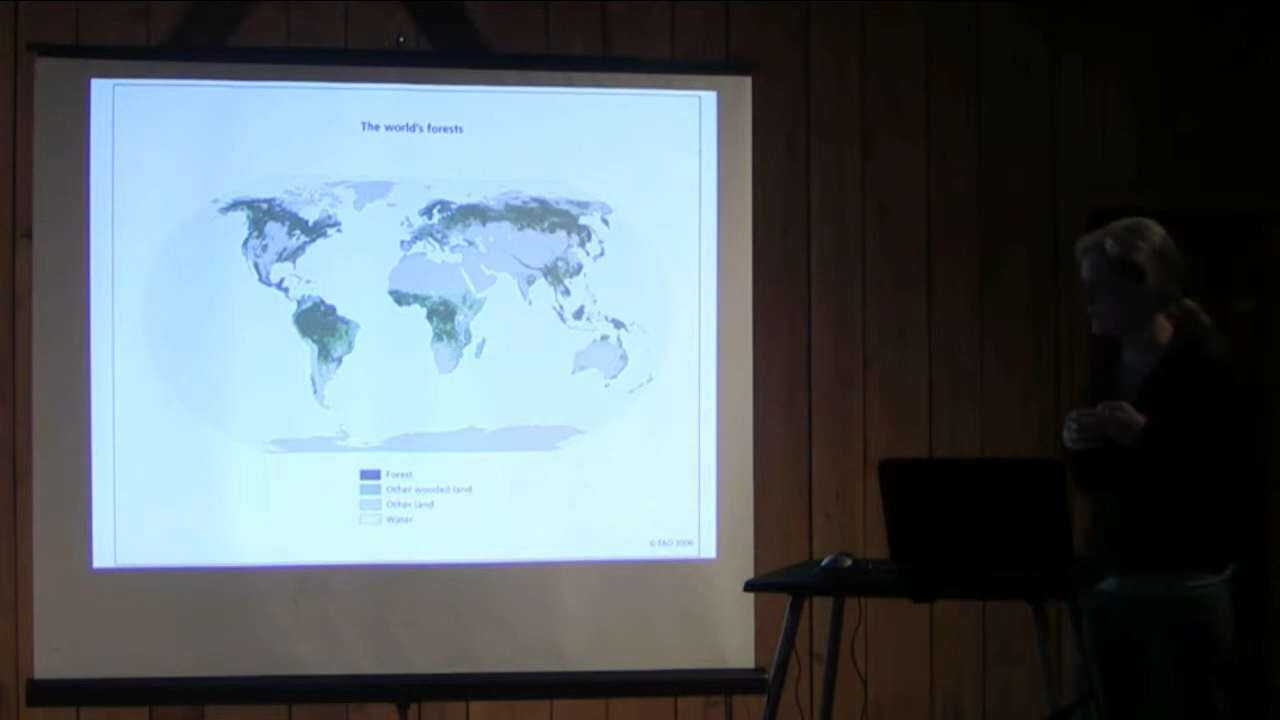 The world's forests
Forest
Other wooded land
Other land
Water
© FAO 2006